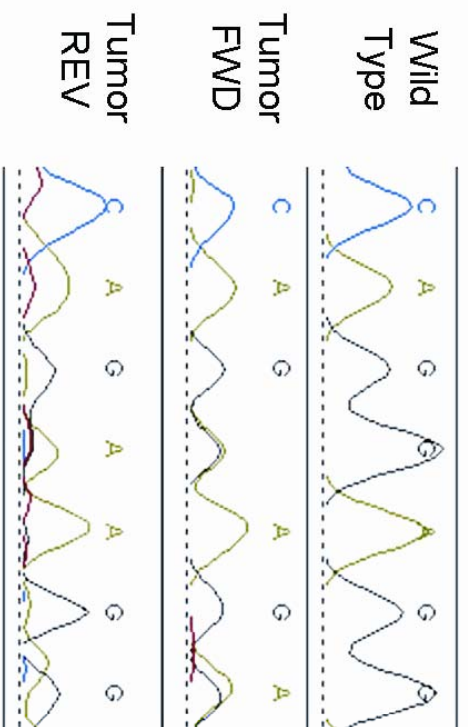 Wild
Type
C A G G A G G
Tumor
FWD
C A G A G A
Tumor
REV
C A G A A G G